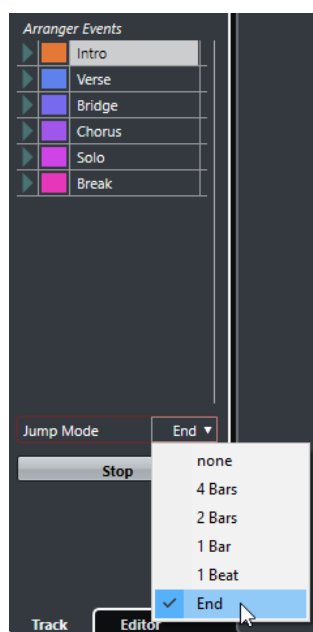 Arranger Events
Intro
Verse
Bridge
Chorus
Solo
Break
Jump Mode End
Stop
none
4 Bars
2 Bars
1 Bar
1 Beat
End
Track Editor